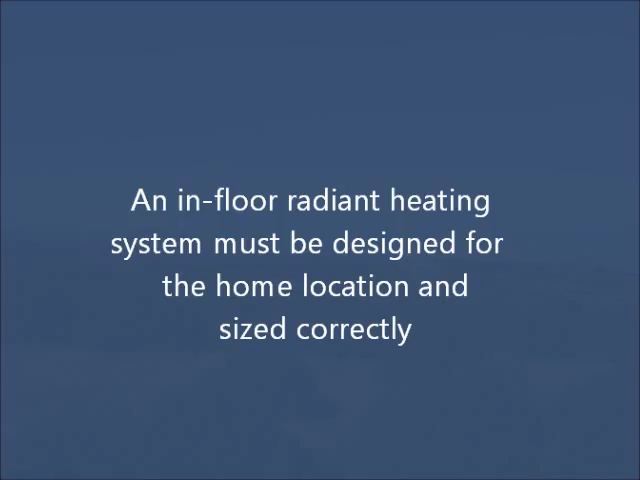 An in-floor radiant heating
system must be designed for
the home location and
sized correctly